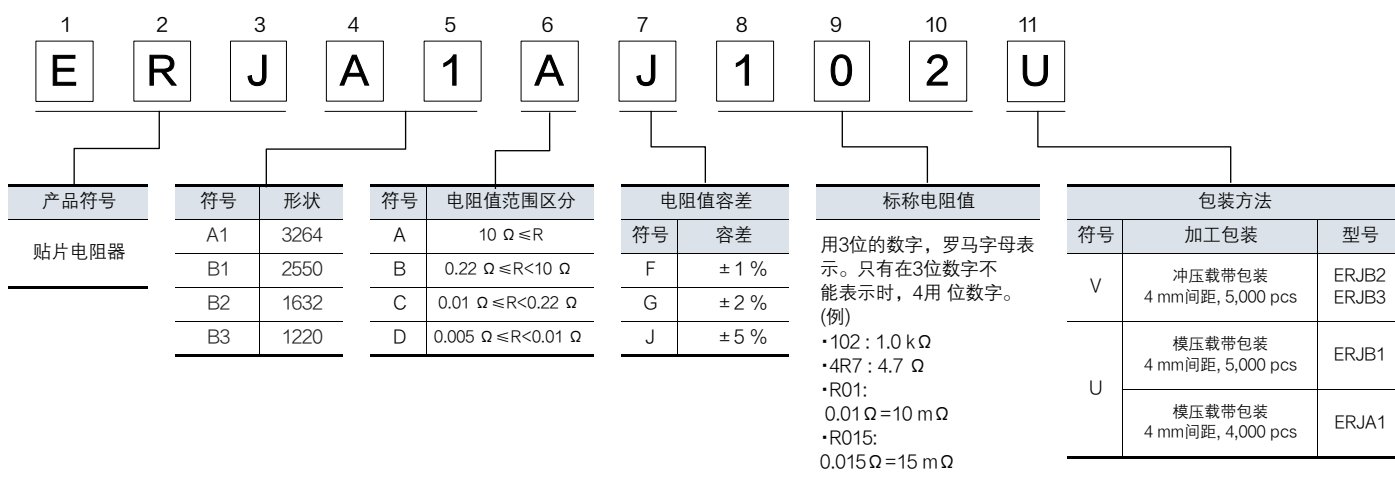 1 2 3 4 5 6 7 8 9 10 11
E R J A 1 A J 1 0 2 U
产品符号
贴片电阻器
符号 形状
A1 3264
B1 2550
B2 1632
B3 1220
符号 电阻值范围区分
A 10 Ω≤R
B 0.22 Ω≤R<10 Ω
C 0.01 Ω≤R<0.22 Ω
D 0.005 Ω≤R<0.01 Ω
电阻值容差
符号 容差
F ±1 %
G ±2 %
J ±5 %
标称电阻值
用3位的数字，罗马字母表
示。只有在3位数字不
能表示时，4用 位数字。
(例)
･102 : 1.0 kΩ
･4R7 : 4.7 Ω
･R01:
0.01Ω=10 mΩ
･R015:
0.015Ω=15 mΩ
包装方法
符号 加工包装 型号
V
冲压载带包装
4 mm间距, 5,000 pcs
ERJB2
ERJB3
U
模压载带包装
4 mm间距, 5,000 pcs
ERJB1
模压载带包装
4 mm间距, 4,000 pcs
ERJA1